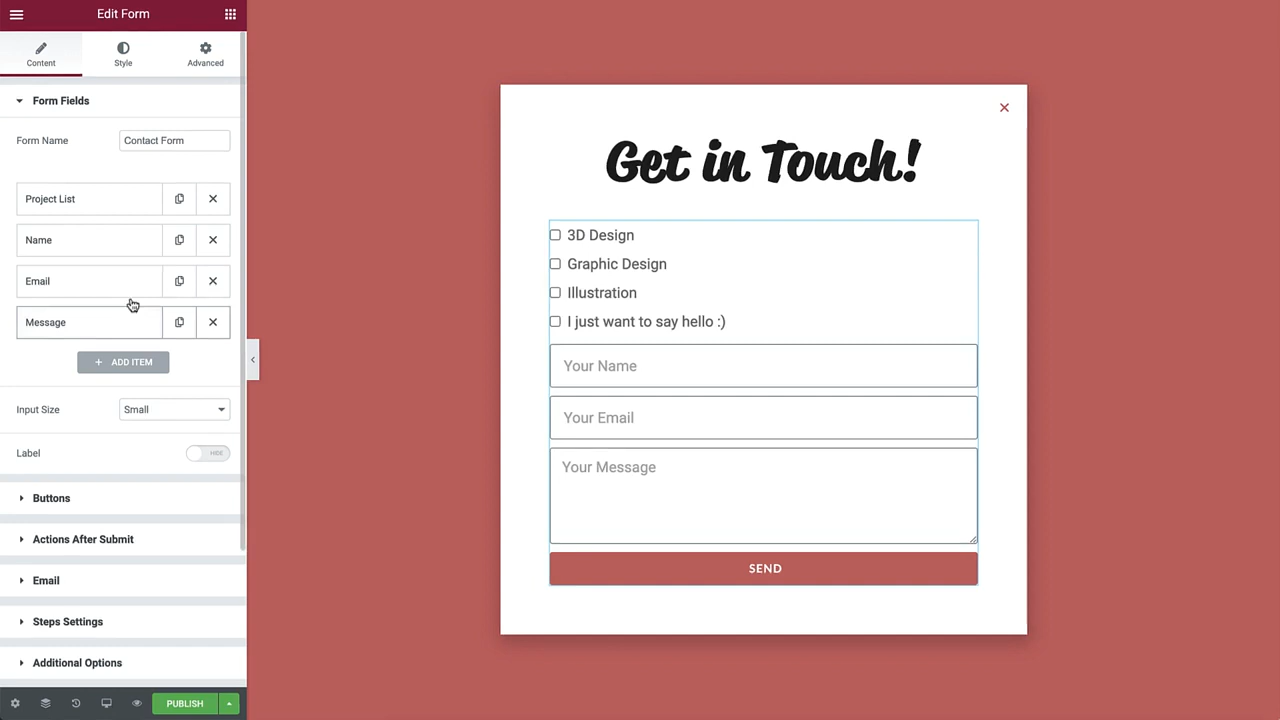 Edit Form
Content
Style
Advanced
Form Fields
Form Name
Contact Form
Project List
Name
Email
Message
+ ADD ITEM
Input Size
Small
Label
HIDE
Buttons
Actions After Submit
Email
Steps Settings
Additional Options
PUBLISH
Get in Touch!
3D Design
Graphic Design
Illustration
I just want to say hello :)
Your Name
Your Email
Your Message
SEND